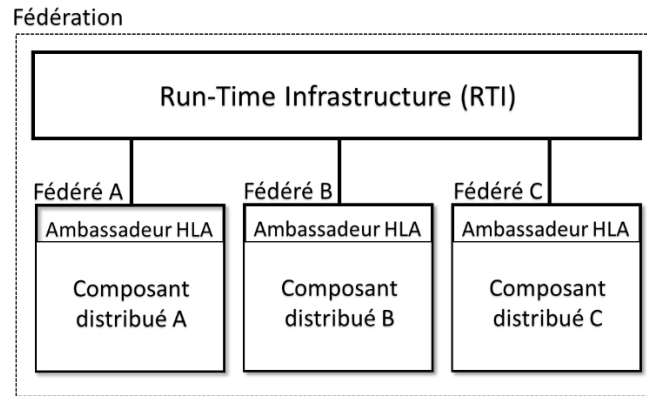 Fédération
Run-Time Infrastructure (RTI)
Fédéré A
Fédéré B
Fédéré C
Ambassadeur HLA
Ambassadeur HLA
Ambassadeur HLA
Composant
distribué A
Composant
distribué B
Composant
distribué C